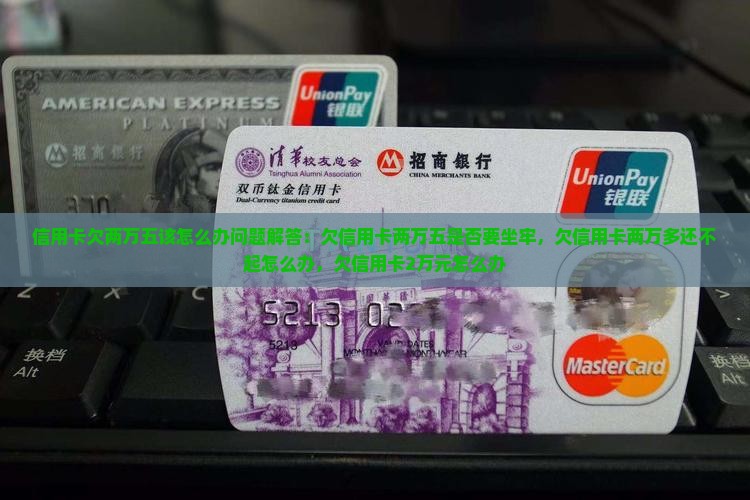 AMERICAN EXPRESS
PLATINUM
招商银行
UnionPay
银联
清华校友总会
Tsinghua Alumni Association
招商银行
CHINA MERCHANTS BANK
双币钛金信用卡
Dual-Currency titanium credit card
UnionPay
银联
信用卡欠两万五该怎么办问题解答：欠信用卡两万五是否要坐牢，欠信用卡两万多还不
起怎么办，欠信用卡2万元怎么办
5213 02
5213
MasterCard
换档
Alt
换档
Alt